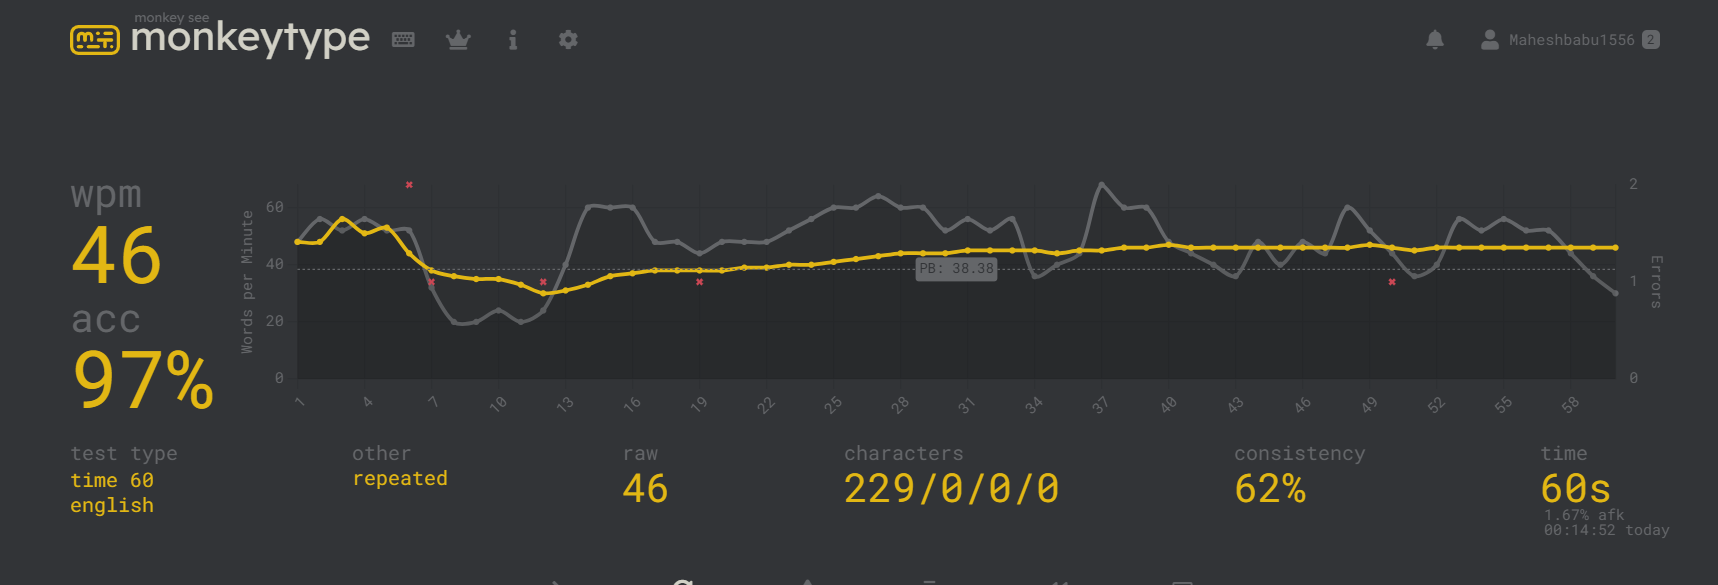 monkey see
monkeytype
Maheshbabu1556 2
wpm
46
acc
97%
Words per Minute
60
40
20
0
PB: 38.38
2
1
0
Errors
1 4 7 10 13 16 19 22 25 28 31 34 37 40 43 46 49 52 55 58
test type
time 60
english
other
repeated
raw
46
characters
229/0/0/0
consistency
62%
time
60s
1.67% afk
00:14:52 today